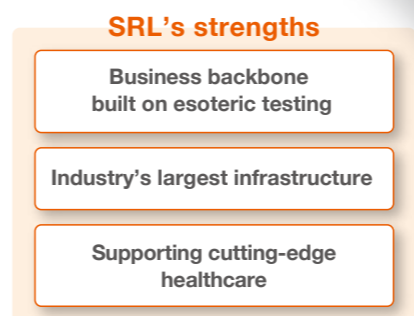 SRL’s strengths
Business backbone
built on esoteric testing
Industry’s largest infrastructure
Supporting cutting-edge
healthcare